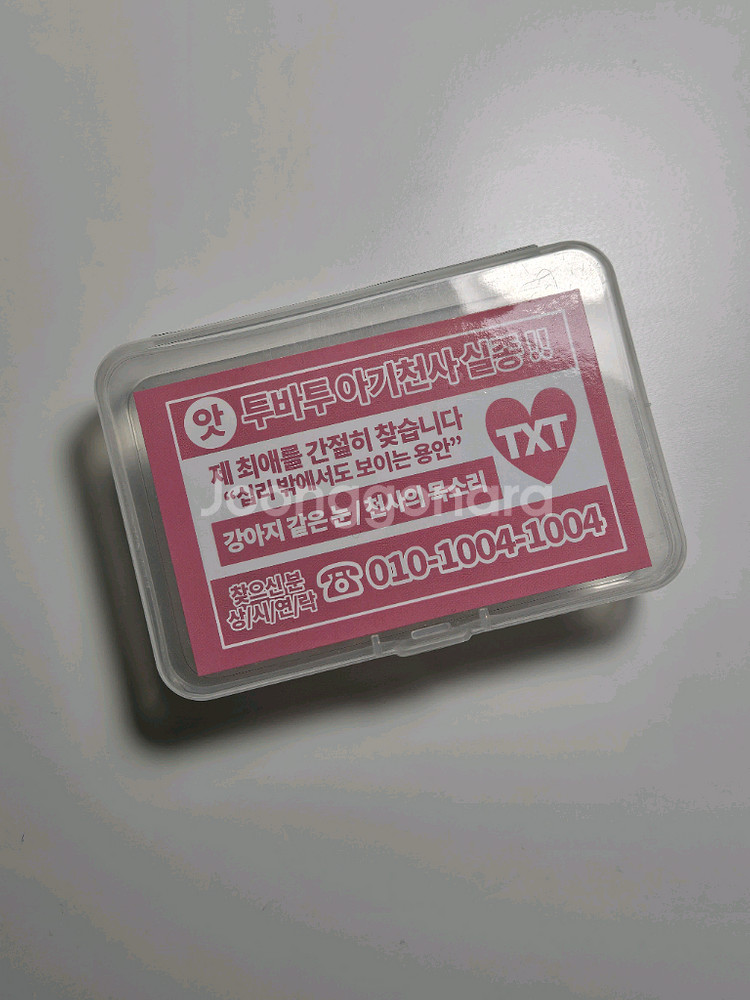 앗 투바투 아기천사 실종!!
제 최애를 간절히 찾습니다
“십리 밖에서도 보이는 용안”
TXT
강아지 같은 눈 / 천사의 목소리
찾으신 분
상/시/연/락
☎ 010-1004-1004
Joonggonara